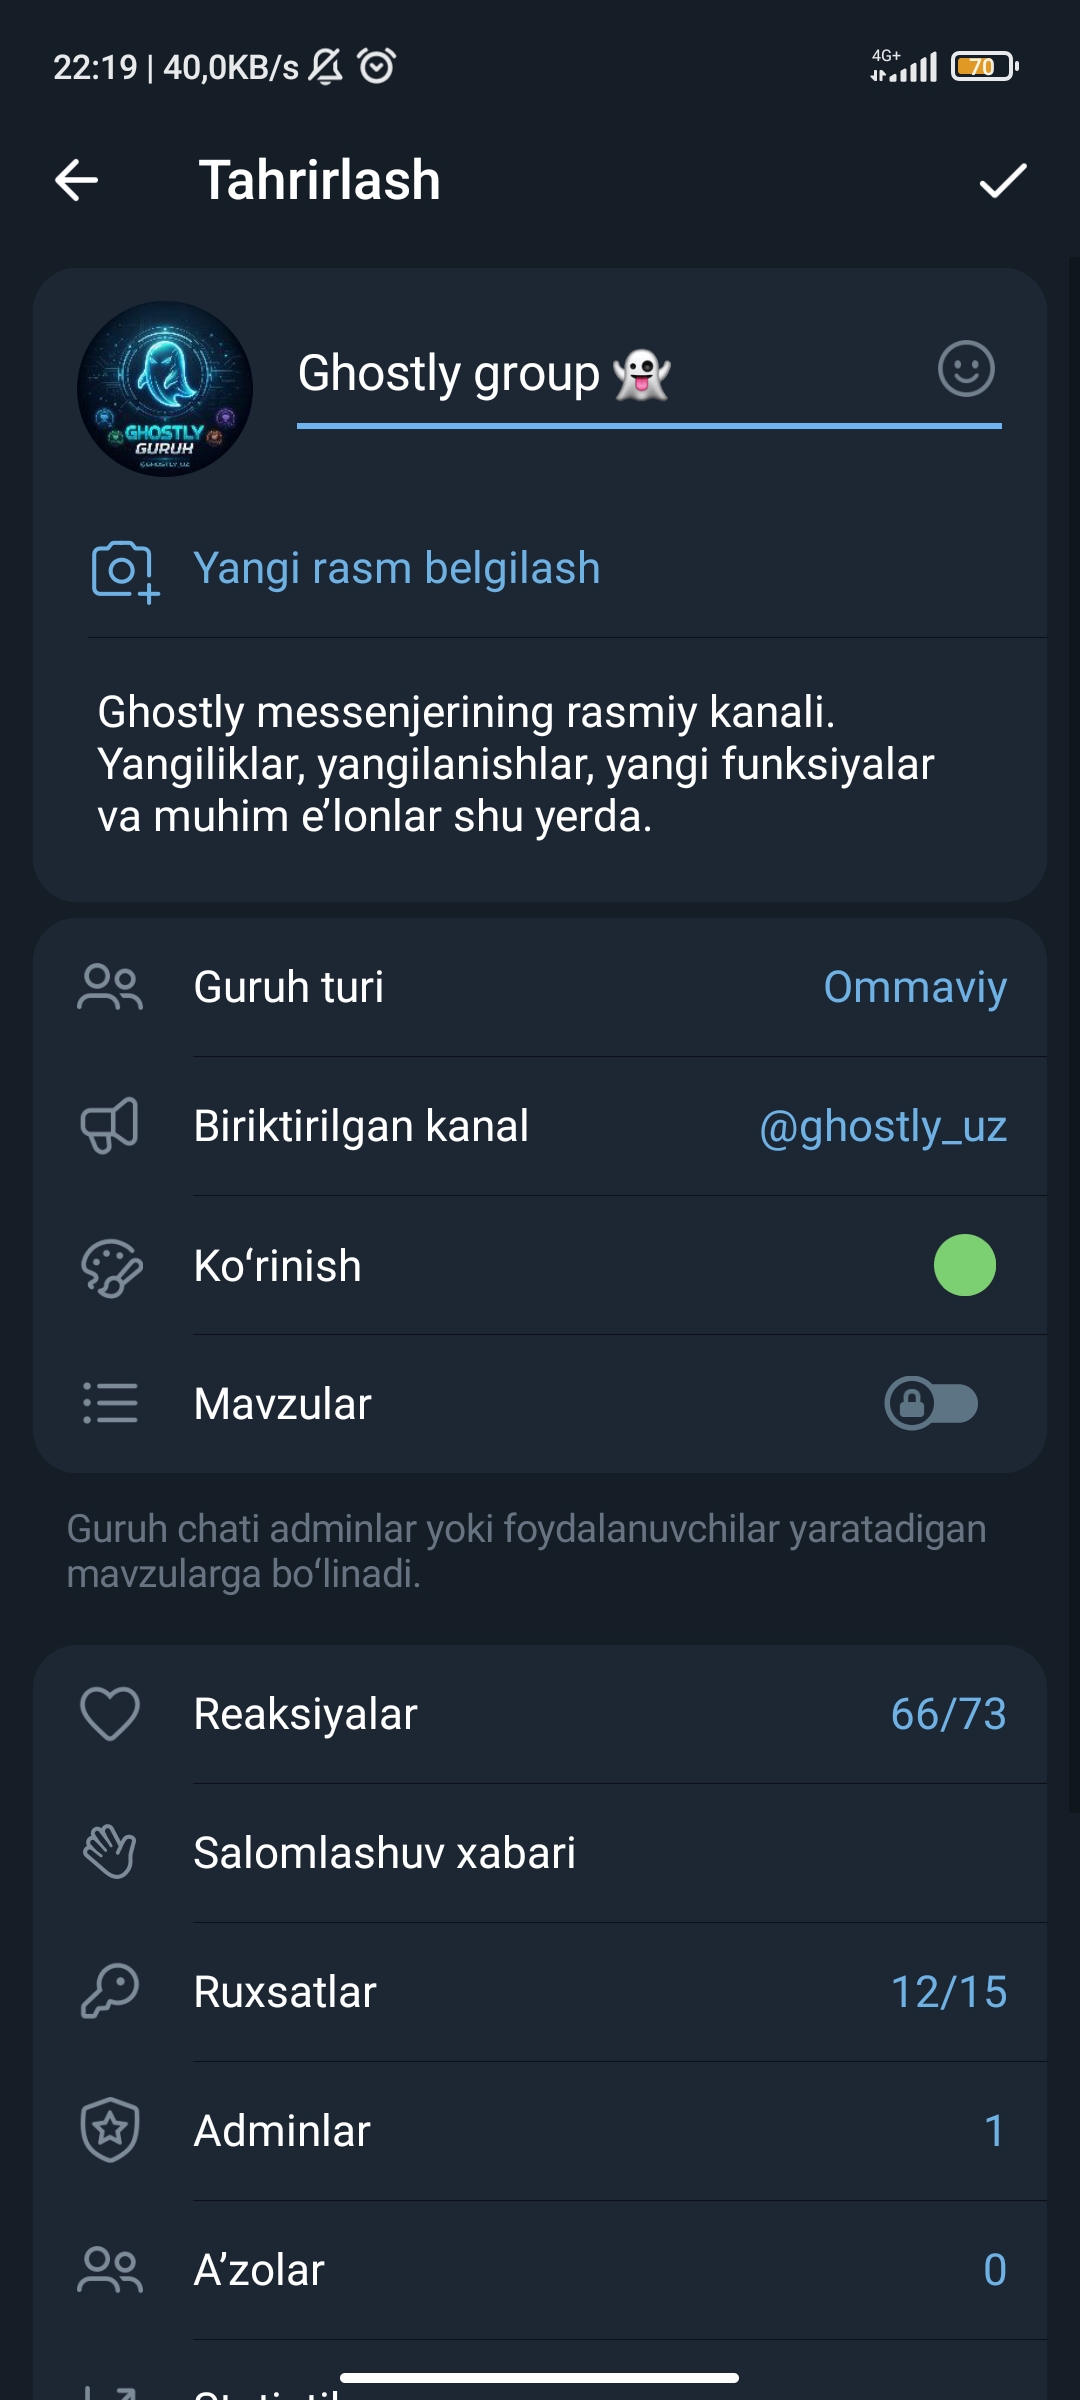 22:19 | 40,0KB/s
4G+
70
Tahrirlash
GHOSTLY
GURUH
@GHOSTLY_UZ
Ghostly group 👻
Yangi rasm belgilash
Ghostly messenjerining rasmiy kanali.
Yangiliklar, yangilanishlar, yangi funksiyalar
va muhim e’lonlar shu yerda.
Guruh turi Ommaviy
Biriktirilgan kanal @ghostly_uz
Ko‘rinish
Mavzular
Guruh chati adminlar yoki foydalanuvchilar yaratadigan
mavzularga bo‘linadi.
Reaksiyalar 66/73
Salomlashuv xabari
Ruxsatlar 12/15
Adminlar 1
A’zolar 0